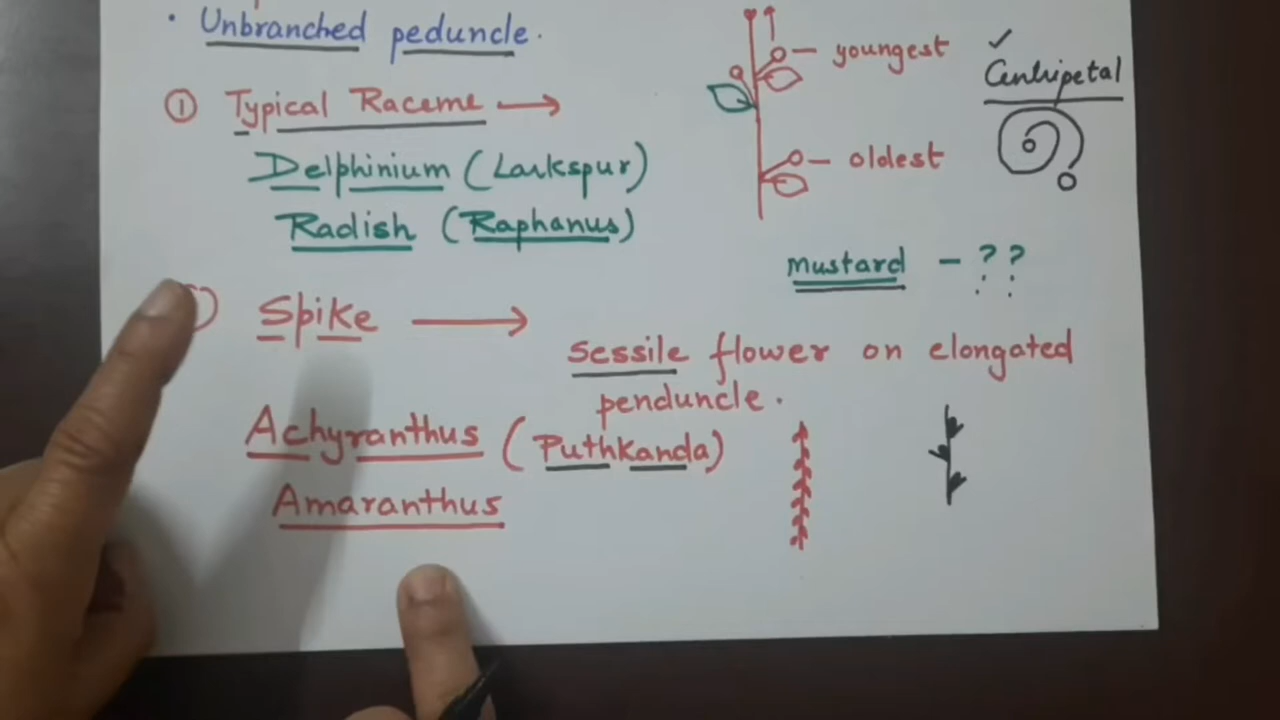 • Unbranched peduncle.
① Typical Raceme →
Delphinium (Larkspur)
Radish (Raphanus)
youngest
oldest
✓
Centripetal
mustard - ??
Spike →
sessile flower on elongated
penduncle.
Achyranthus (Puthkanda)
Amaranthus